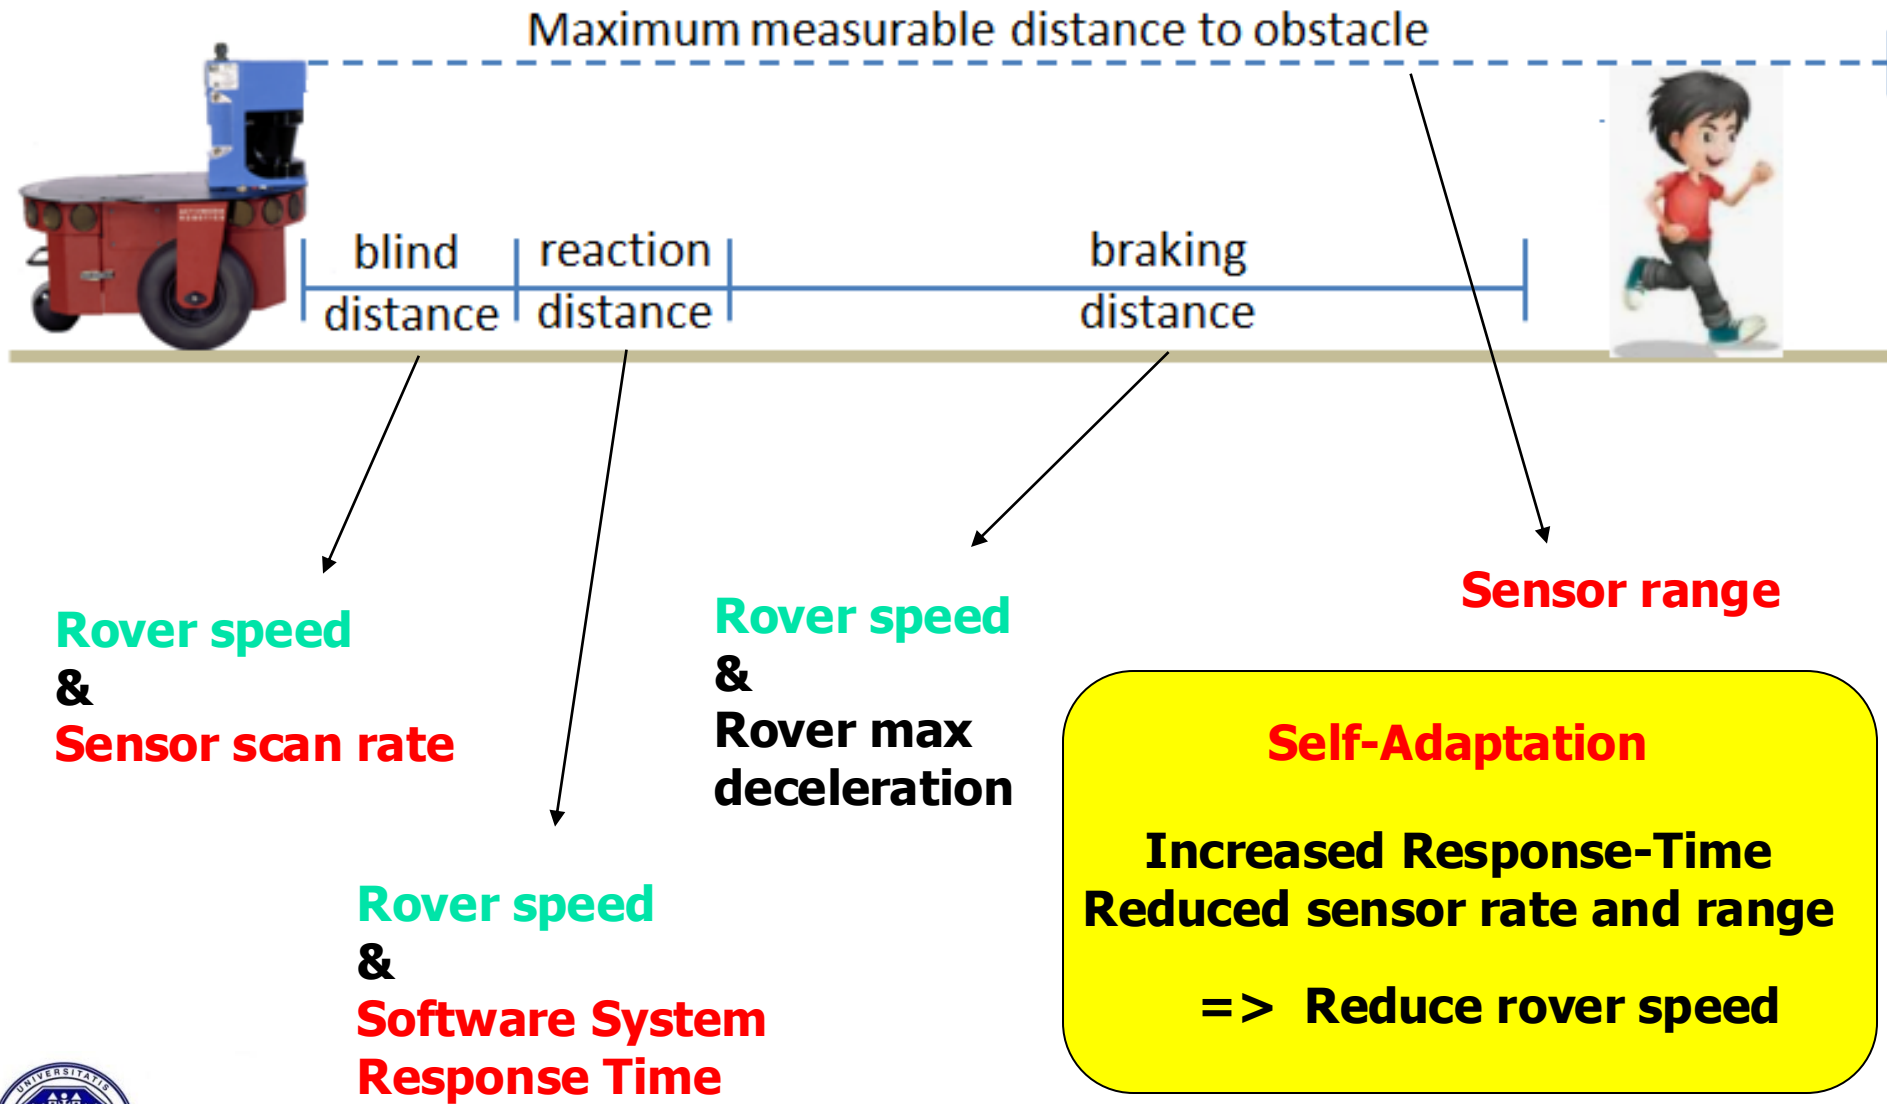 Maximum measurable distance to obstacle
blind
distance
reaction
distance
braking
distance
Rover speed
&
Sensor scan rate
Rover speed
&
Software System
Response Time
Rover speed
&
Rover max
deceleration
Sensor range
Self-Adaptation
Increased Response-Time
Reduced sensor rate and range
=> Reduce rover speed
UNIVERSITATIS